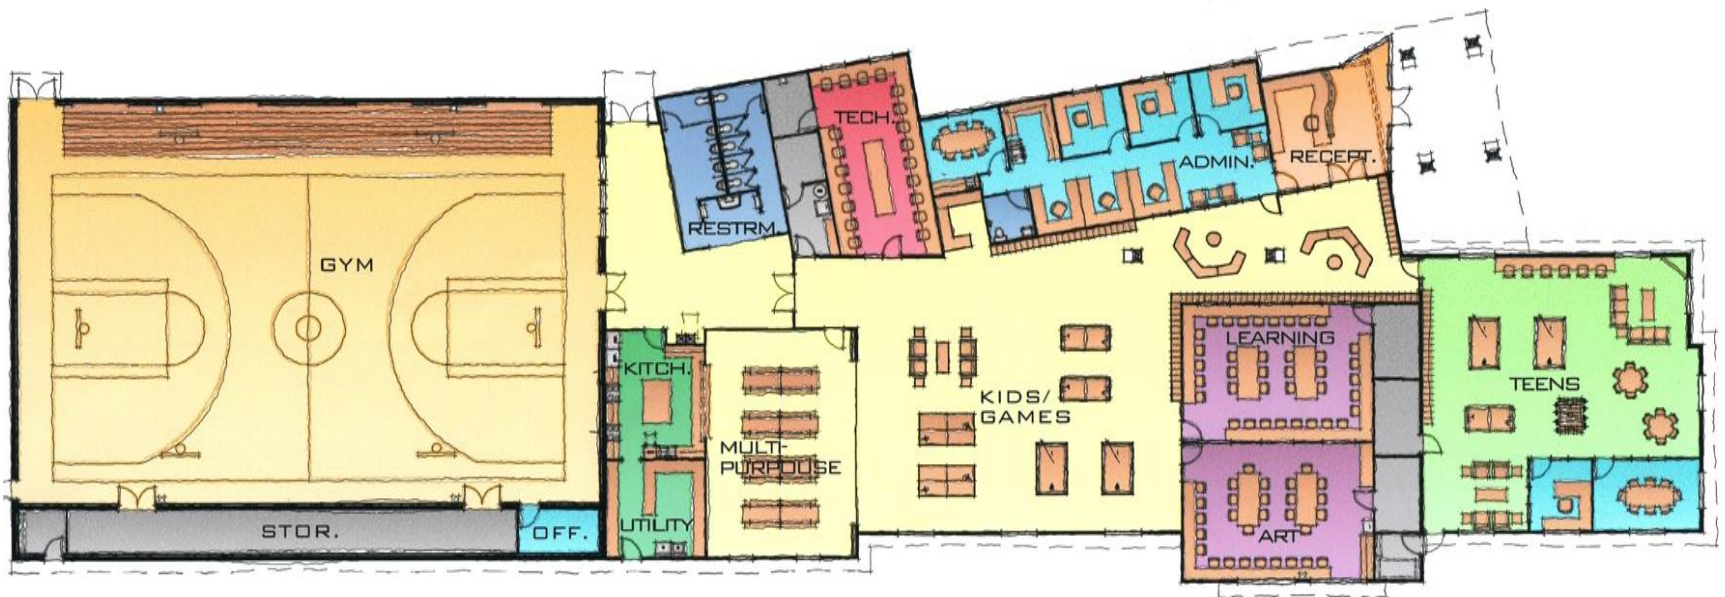 TECH.
ADMIN.
RECEPT.
RESTRM.
GYM
LEARNING
KITCH.
TEENS
KIDS/
GAMES
MULTI-
PURPOUSE
UTILITY
STOR.
OFF.
ART